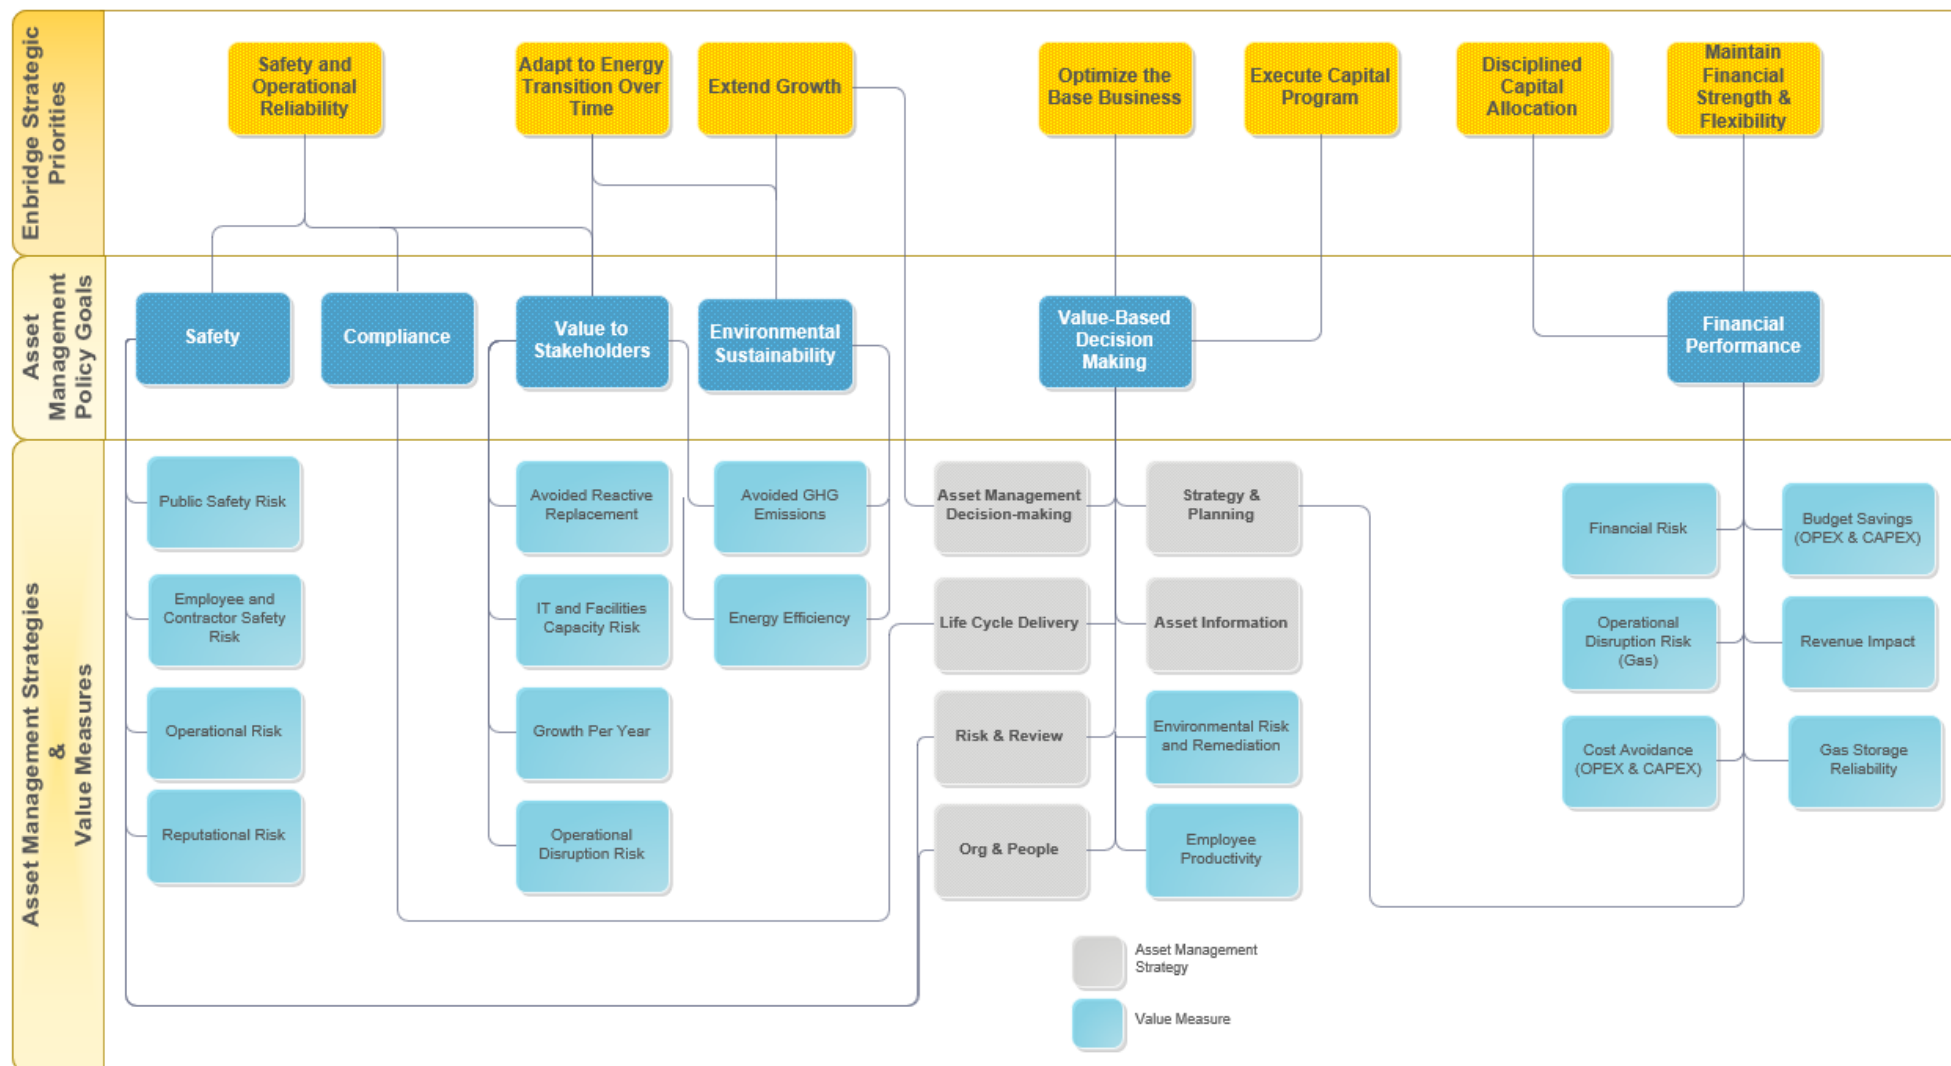 Enbridge Strategic
Priorities
Safety and
Operational
Reliability
Adapt to Energy
Transition Over
Time
Extend Growth
Optimize the
Base Business
Execute Capital
Program
Disciplined
Capital
Allocation
Maintain
Financial
Strength &
Flexibility
Asset
Management
Policy Goals
Safety
Compliance
Value to
Stakeholders
Environmental
Sustainability
Value-Based
Decision
Making
Financial
Performance
Asset Management Strategies
&
Value Measures
Public Safety Risk
Employee and
Contractor Safety
Risk
Operational Risk
Reputational Risk
Avoided Reactive
Replacement
IT and Facilities
Capacity Risk
Growth Per Year
Operational
Disruption Risk
Avoided GHG
Emissions
Energy Efficiency
Asset Management
Decision-making
Life Cycle Delivery
Risk & Review
Org & People
Strategy &
Planning
Asset Information
Environmental Risk
and Remediation
Employee
Productivity
Financial Risk
Operational
Disruption Risk
(Gas)
Cost Avoidance
(OPEX & CAPEX)
Budget Savings
(OPEX & CAPEX)
Revenue Impact
Gas Storage
Reliability
Asset Management
Strategy
Value Measure